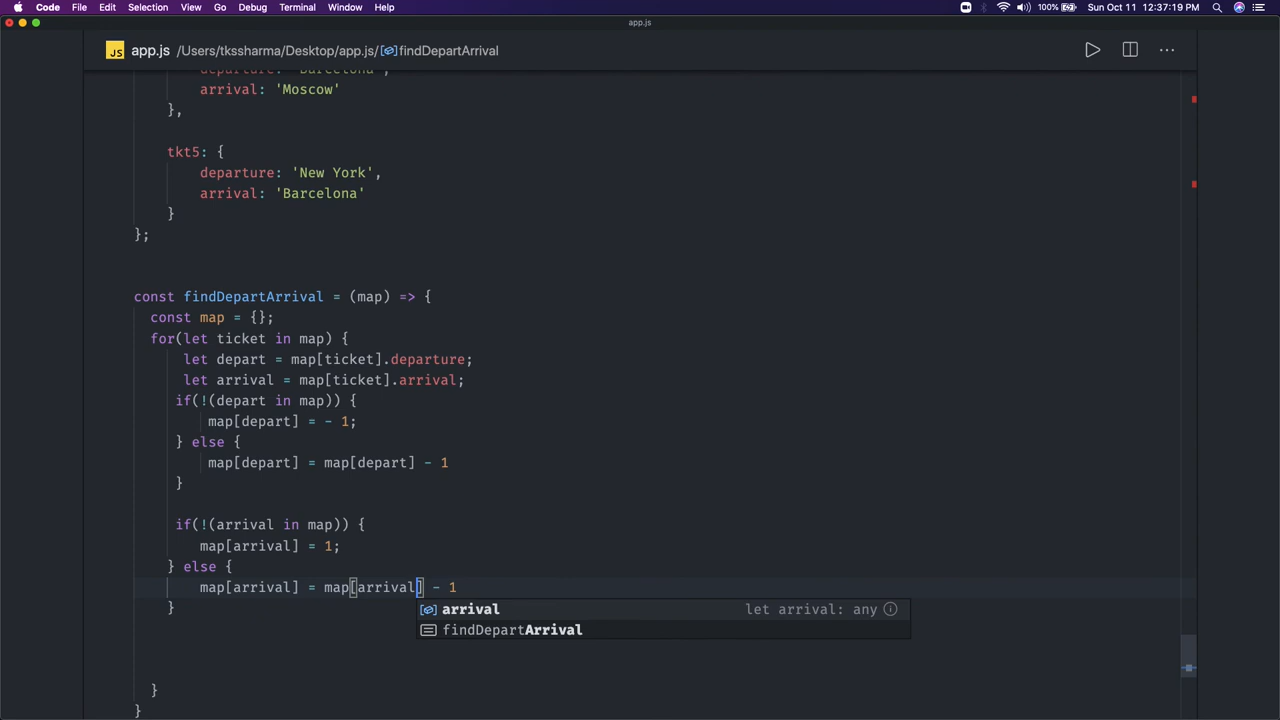 Code File Edit Selection View Go Debug Terminal Window Help 100% Sun Oct 11 12:37:19 PM
app.js
JS app.js /Users/tkssharma/Desktop/app.js/findDepartArrival
departure: 'Barcelona',
arrival: 'Moscow'
},
tkt5: {
departure: 'New York',
arrival: 'Barcelona'
}
};
const findDepartArrival = (map) => {
const map = {};
for(let ticket in map) {
let depart = map[ticket].departure;
let arrival = map[ticket].arrival;
if(!(depart in map)) {
map[depart] = - 1;
} else {
map[depart] = map[depart] - 1
}
if(!(arrival in map)) {
map[arrival] = 1;
} else {
map[arrival] = map[arrival] - 1
}
arrival let arrival: any
findDepartArrival
}
}